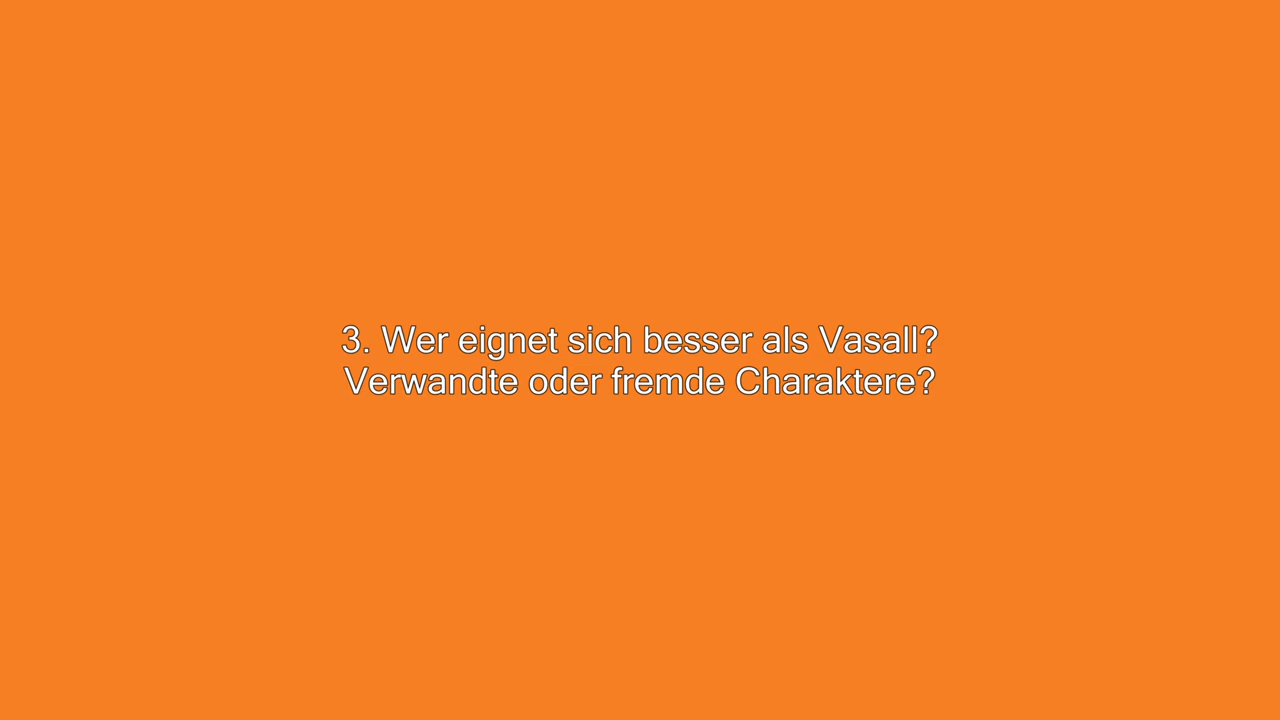 3. Wer eignet sich besser als Vasall?
Verwandte oder fremde Charaktere?